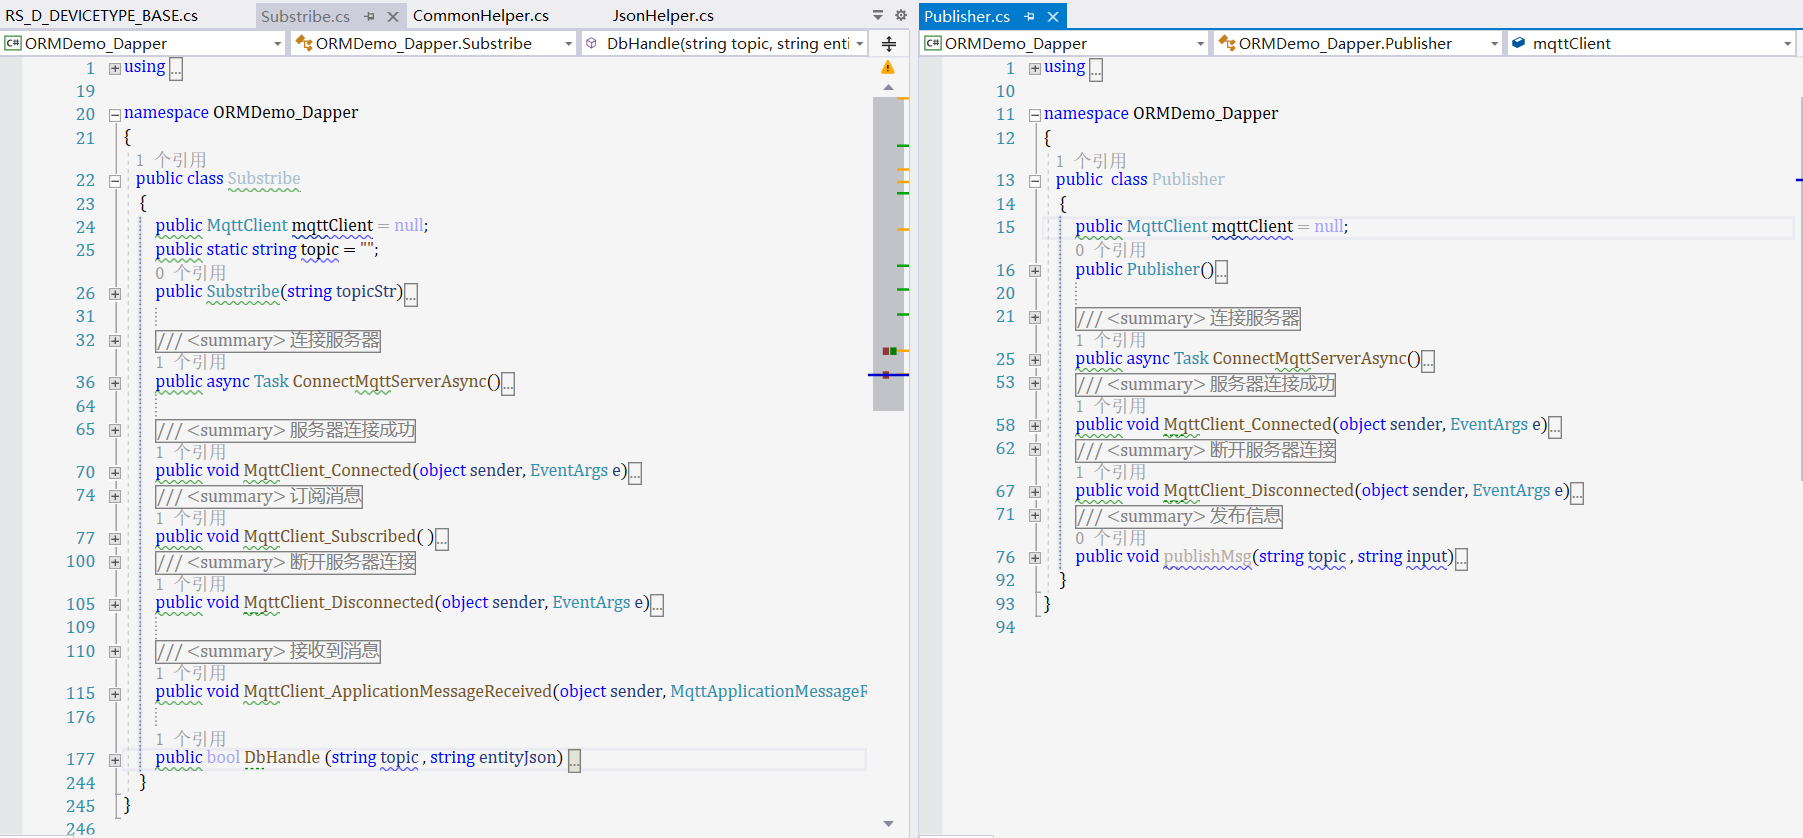 RS_D_DEVICETYPE_BASE.cs Substribe.cs CommonHelper.cs JsonHelper.cs
C# ORMDemo_Dapper ORMDemo_Dapper.Substribe DbHandle(string topic, string enti
1 using ...
19
20 namespace ORMDemo_Dapper
21 {
1 个引用
22 public class Substribe
23 {
24 public MqttClient mqttClient = null;
25 public static string topic = "";
0 个引用
26 public Substribe(string topicStr)...
31
32 /// <summary> 连接服务器
1 个引用
36 public async Task ConnectMqttServerAsync()...
64
65 /// <summary> 服务器连接成功
1 个引用
70 public void MqttClient_Connected(object sender, EventArgs e)...
74 /// <summary> 订阅消息
1 个引用
77 public void MqttClient_Subscribed( )...
100 /// <summary> 断开服务器连接
1 个引用
105 public void MqttClient_Disconnected(object sender, EventArgs e)...
109
110 /// <summary> 接收到消息
1 个引用
115 public void MqttClient_ApplicationMessageReceived(object sender, MqttApplicationMessageR
176
1 个引用
177 public bool DbHandle (string topic , string entityJson) ...
244 }
245 }
246
Publisher.cs
C# ORMDemo_Dapper ORMDemo_Dapper.Publisher mqttClient
1 using ...
10
11 namespace ORMDemo_Dapper
12 {
1 个引用
13 public class Publisher
14 {
15 public MqttClient mqttClient = null;
0 个引用
16 public Publisher()...
20
21 /// <summary> 连接服务器
1 个引用
25 public async Task ConnectMqttServerAsync()...
53 /// <summary> 服务器连接成功
1 个引用
58 public void MqttClient_Connected(object sender, EventArgs e)...
62 /// <summary> 断开服务器连接
1 个引用
67 public void MqttClient_Disconnected(object sender, EventArgs e)...
71 /// <summary> 发布信息
0 个引用
76 public void publishMsg(string topic , string input)...
92 }
93 }
94